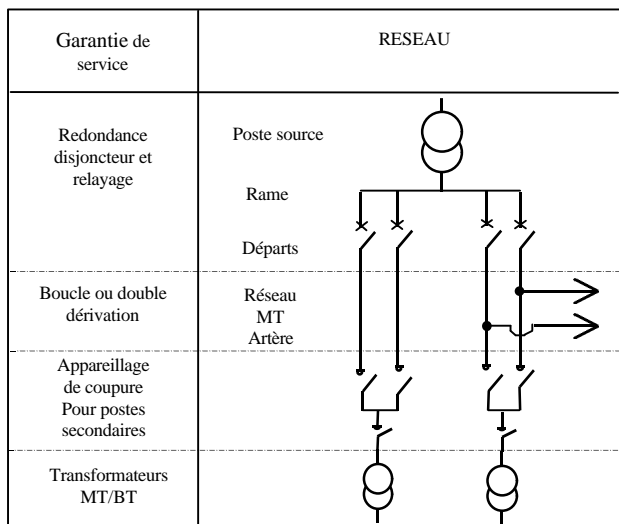 Garantie de
service
RESEAU
Redondance
disjoncteur et
relayage
Poste source
Rame
Départs
Boucle ou double
dérivation
Réseau
MT
Artère
Appareillage
de coupure
Pour postes
secondaires
Transformateurs
MT/BT